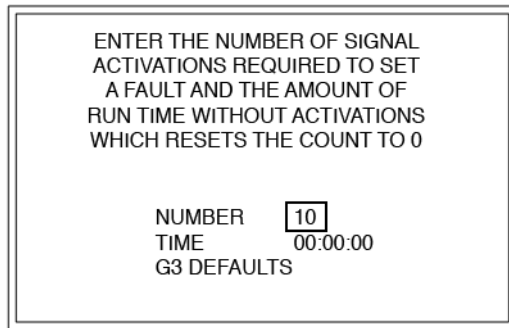 ENTER THE NUMBER OF SIGNAL
ACTIVATIONS REQUIRED TO SET
A FAULT AND THE AMOUNT OF
RUN TIME WITHOUT ACTIVATIONS
WHICH RESETS THE COUNT TO 0
NUMBER 10
TIME 00:00:00
G3 DEFAULTS